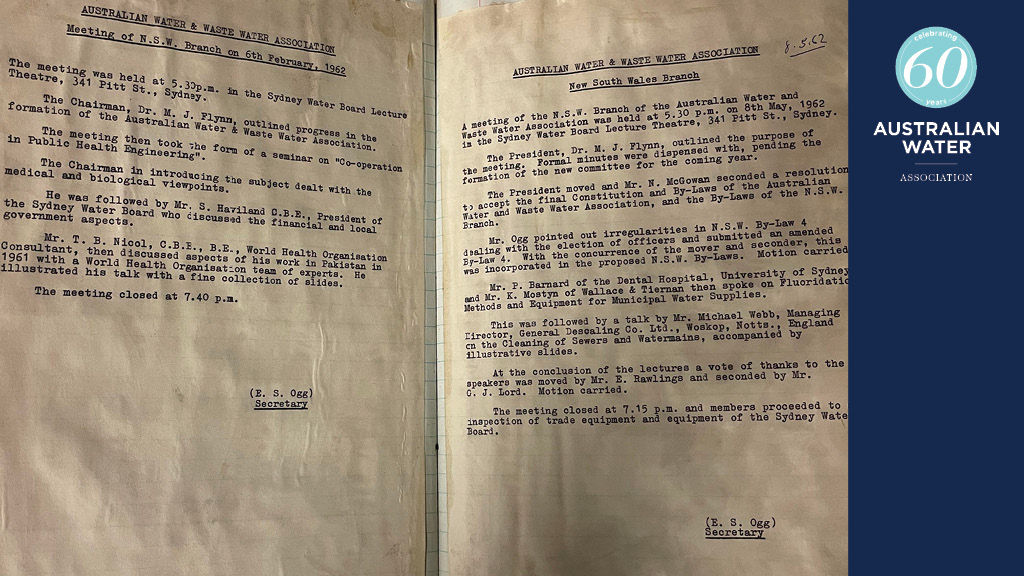 AUSTRALIAN WATER & WASTE WATER ASSOCIATION
Meeting of N.S.W. Branch on 6th February, 1962
The meeting was held at 5.30p.m. in the Sydney Water Board Lecture
Theatre, 341 Pitt St., Sydney.
The Chairman, Dr. M. J. Flynn, outlined progress in the
formation of the Australian Water & Waste Water Association.
The meeting then took the form of a seminar on "Co-operation
in Public Health Engineering".
The Chairman in introducing the subject dealt with the
medical and biological viewpoints.
He was followed by Mr. S. Haviland C.B.E., President of
the Sydney Water Board who discussed the financial and local
government aspects.
Mr. T. B. Nicol, C.B.E., B.E., World Health Organisation
Consultant, then discussed aspects of his work in Pakistan in
1961 with a World Health Organisation team of experts. He
illustrated his talk with a fine collection of slides.
The meeting closed at 7.40 p.m.
(E. S. Ogg)
Secretary
8.5.62
AUSTRALIAN WATER & WASTE WATER ASSOCIATION
New South Wales Branch
A meeting of the N.S.W. Branch of the Australian Water and
Waste Water Association was held at 5.30 p.m. on 8th May, 1962
in the Sydney Water Board Lecture Theatre, 341 Pitt St., Sydney.
The President, Dr. M. J. Flynn, outlined the purpose of
the meeting. Formal minutes were dispensed with, pending the
formation of the new committee for the coming year.
The President moved and Mr. N. McGowan seconded a resolution
to accept the final Constitution and By-Laws of the Australian
Water and Waste Water Association, and the By-Laws of the N.S.W.
Branch.
Mr. Ogg pointed out irregularities in N.S.W. By-Law 4
dealing with the election of officers and submitted an amended
By-Law 4. With the concurrence of the mover and seconder, this
was incorporated in the proposed N.S.W. By-Laws. Motion carried
Mr. P. Barnard of the Dental Hospital, University of Sydney
and Mr. K. Mostyn of Wallace & Tiernan then spoke on Fluoridatio
Methods and Equipment for Municipal Water Supplies.
This was followed by a talk by Mr. Michael Webb, Managing
Director, General Descaling Co. Ltd., Woskop, Notts., England
on the Cleaning of Sewers and Watermains, accompanied by
illustrative slides.
At the conclusion of the lectures a vote of thanks to the
speakers was moved by Mr. E. Rawlings and seconded by Mr.
C. J. Lord. Motion carried.
The meeting closed at 7.15 p.m. and members proceeded to
inspection of trade equipment and equipment of the Sydney Wate
Board.
(E. S. Ogg)
Secretary
celebrating
60
years
AUSTRALIAN
WATER
ASSOCIATION